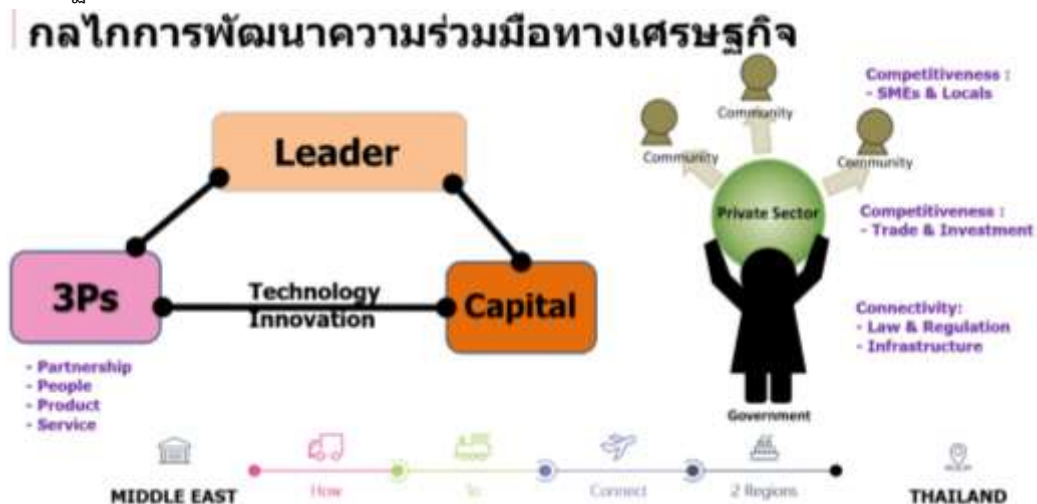 กลไกการพัฒนาความร่วมมือทางเศรษฐกิจ
Leader
3Ps
Technology
Innovation
Capital
- Partnership
- People
- Product
- Service
Community
Community
Community
Private Sector
Government
Competitiveness :
- SMEs & Locals
Competitiveness :
- Trade & Investment
Connectivity:
- Law & Regulation
- Infrastructure
MIDDLE EAST
How
To
Connect
2 Regions
THAILAND